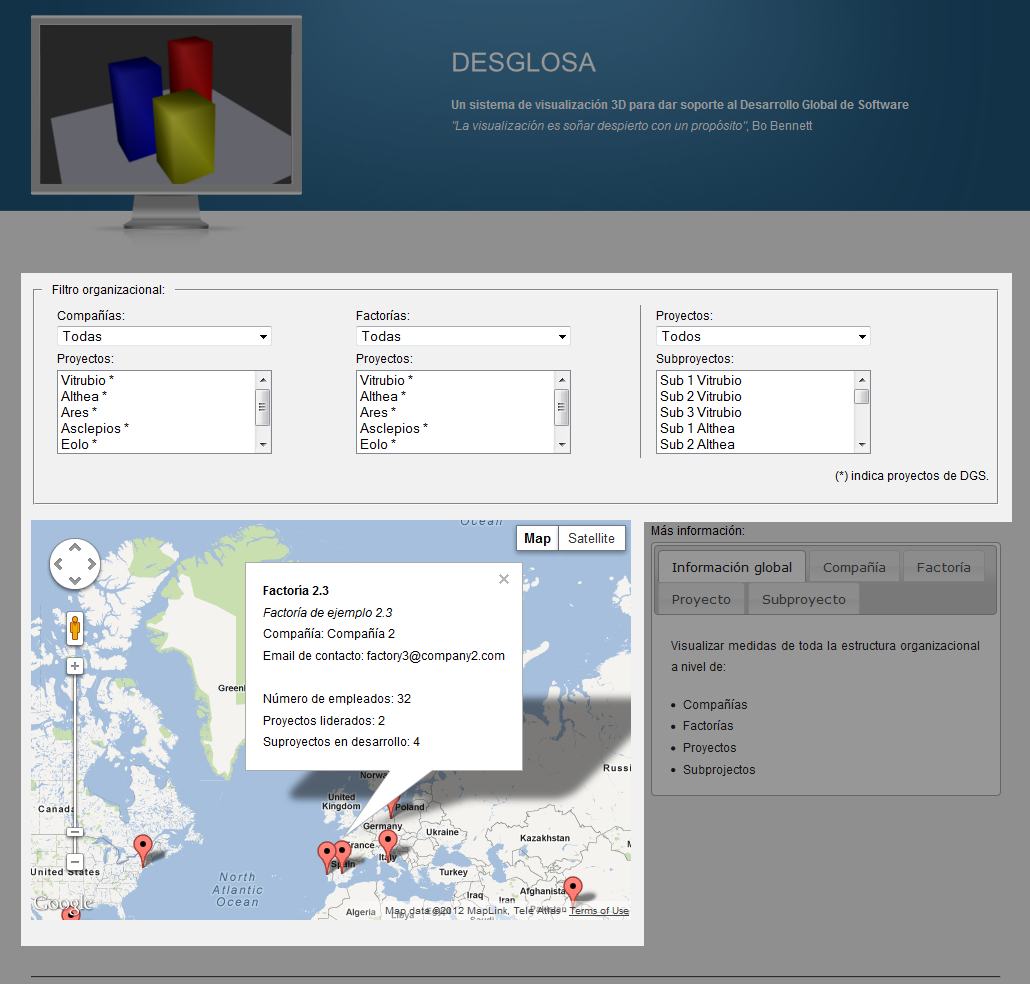 DESGLOSA
Un sistema de visualización 3D para dar soporte al Desarrollo Global de Software
"La visualización es soñar despierto con un propósito", Bo Bennett
Filtro organizacional:
Compañías:
Todas
Proyectos:
Vitrubio *
Althea *
Ares *
Asclepios *
Eolo *
Factorías:
Todas
Proyectos:
Vitrubio *
Althea *
Ares *
Asclepios *
Eolo *
Proyectos:
Todos
Subproyectos:
Sub 1 Vitrubio
Sub 2 Vitrubio
Sub 3 Vitrubio
Sub 1 Althea
Sub 2 Althea
(*) indica proyectos de DGS.
Ocean
Map
Satellite
Factoría 2.3
Factoría de ejemplo 2.3
Compañía: Compañía 2
Email de contacto: factory3@company2.com
Número de empleados: 32
Proyectos liderados: 2
Suproyectos en desarrollo: 4
Greenl
Russi
Norwa
United
Kingdom
Poland
Canada
Germany
Ukraine
Kazakhstan
France
Italy
Spain
Turkey
United States
North
Atlantic
Ocean
Iraq
Iran
Afghanista
Algeria
Google
Map data ©2012 MapLink, Tele Atlas - Terms of Use
Más información:
Información global
Compañía
Factoría
Proyecto
Subproyecto
Visualizar medidas de toda la estructura organizacional
a nivel de:
• Compañías
• Factorías
• Proyectos
• Subprojectos